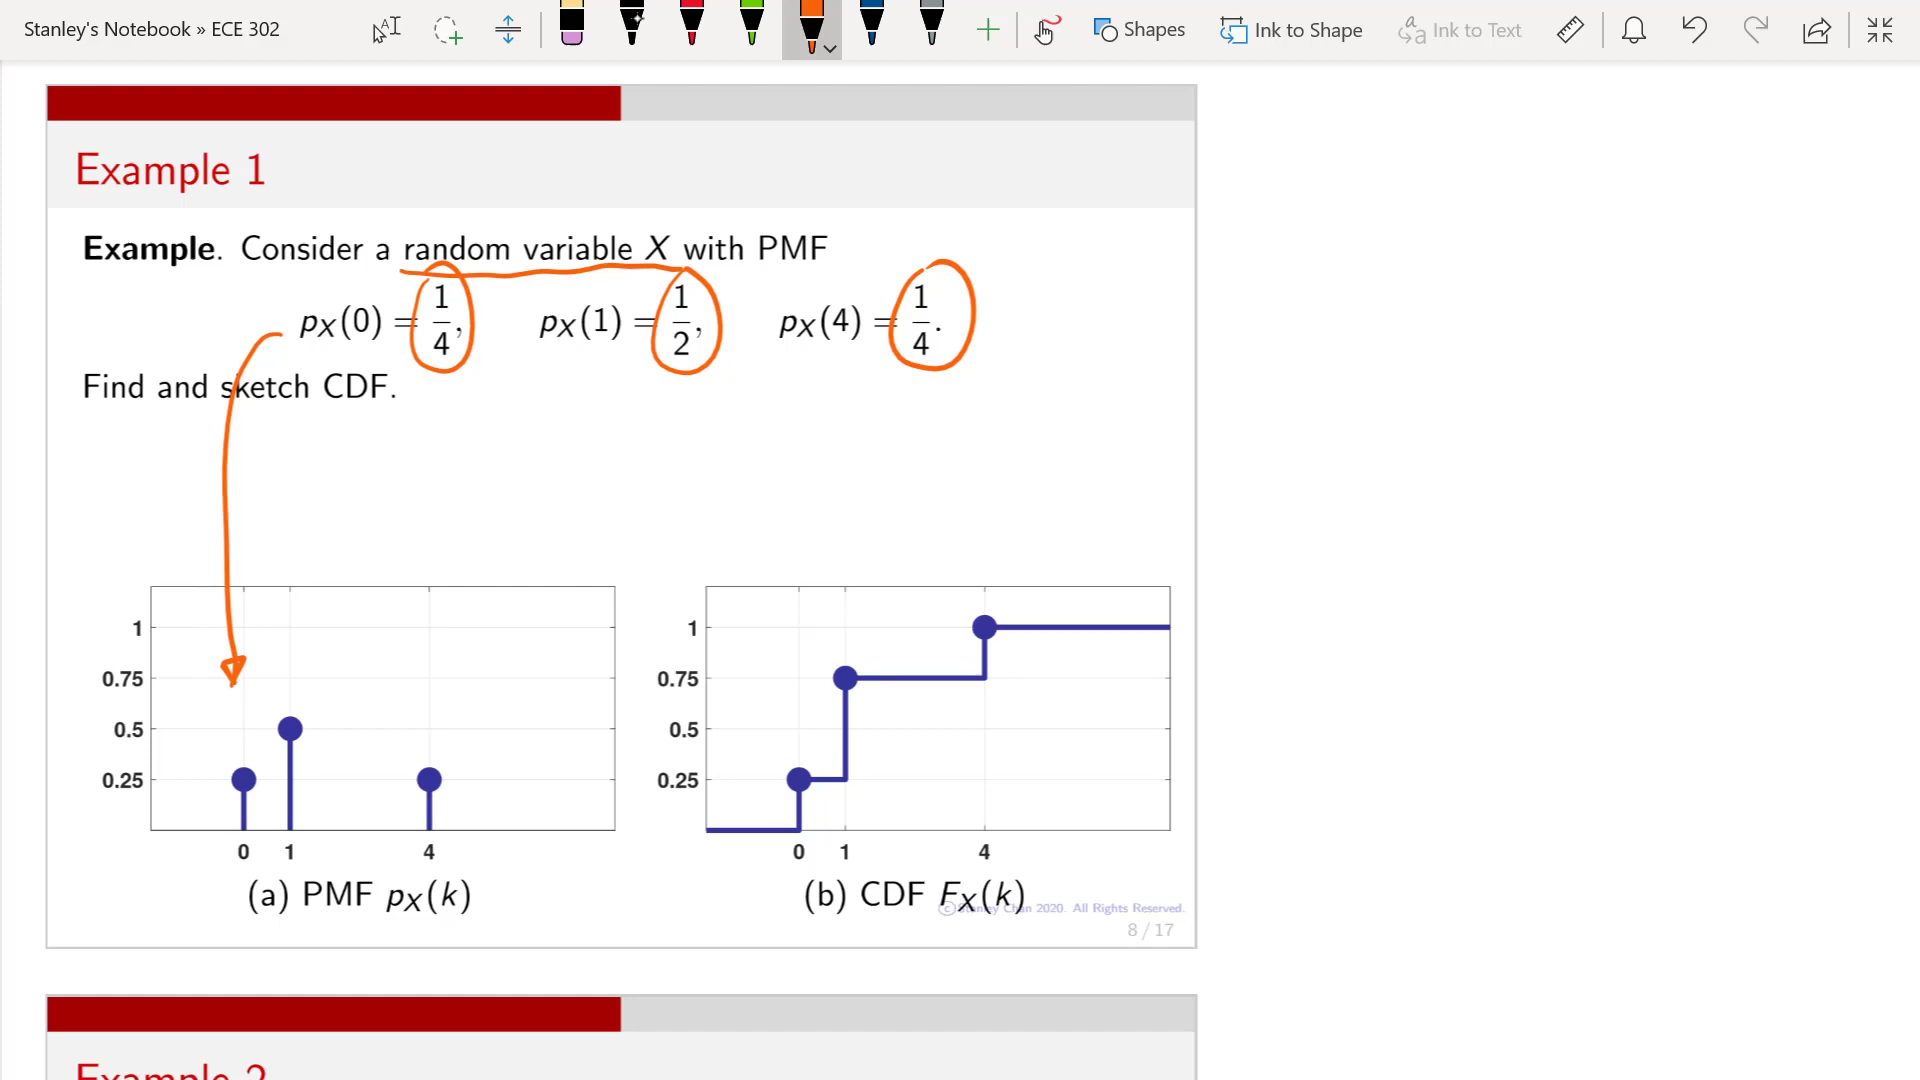 Stanley's Notebook » ECE 302
Shapes
Ink to Shape
Ink to Text
Example 1
Example. Consider a random variable X with PMF
pX(0) = 1/4, pX(1) = 1/2, pX(4) = 1/4.
Find and sketch CDF.
1
0.75
0.5
0.25
0 1 4
(a) PMF pX(k)
1
0.75
0.5
0.25
0 1 4
(b) CDF FX(k)
©Stanley Chan 2020. All Rights Reserved.
8 / 17
Example 2